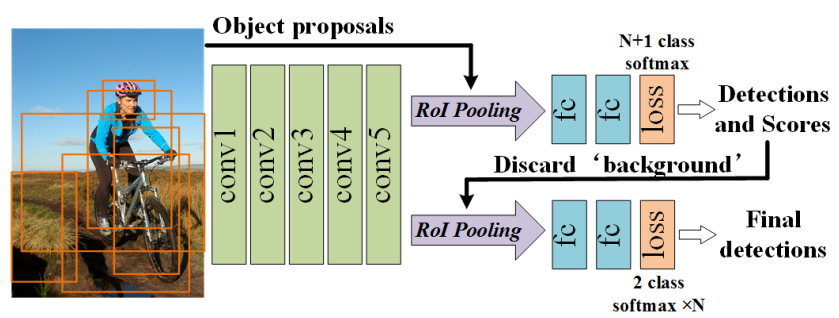 Object proposals
conv1
conv2
conv3
conv4
conv5
RoI Pooling
fc
fc
loss
N+1 class
softmax
Detections
and Scores
Discard ‘background’
RoI Pooling
fc
fc
loss
2 class
softmax ×N
Final
detections